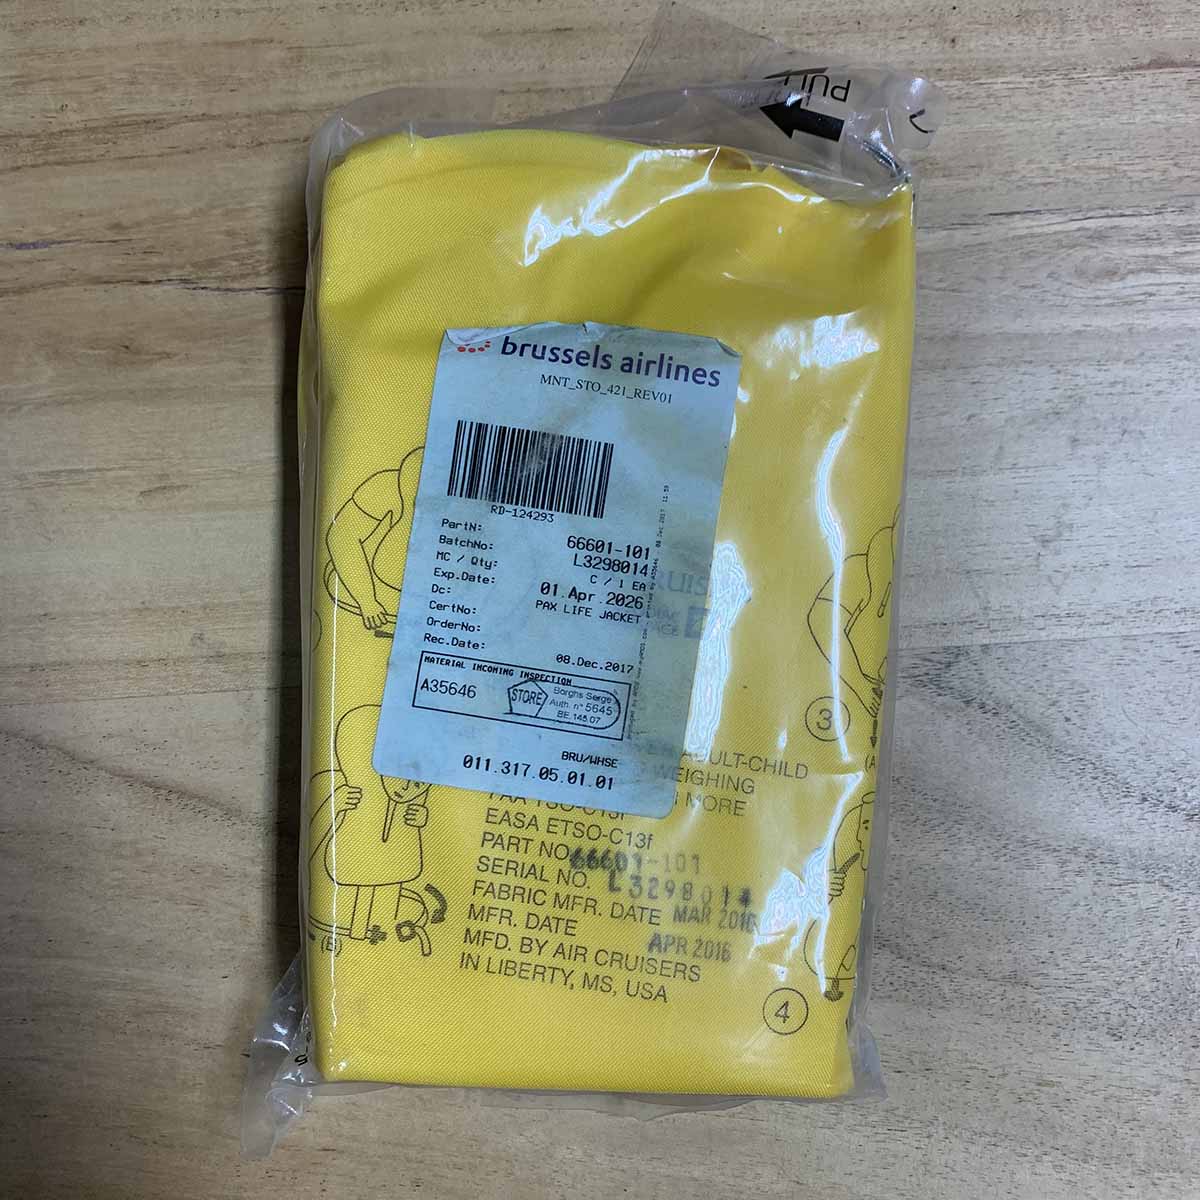 PULL
brussels airlines
MNT_STO_421_REV01
RD-124293
PartN: 66601-101
BatchNo: L3298014
MC / Qty: C / 1 EA
Exp.Date: 01.Apr.2026
Dc: PAX LIFE JACKET
CertNo:
OrderNo:
Rec.Date: 08.Dec.2017
MATERIAL INCOMING INSPECTION
A35646
STORE
Borghs Serge
Auth. n° 5645
BE.145.07
BRU/WHSE
011.317.05.01.01
3
(A
ADULT-CHILD
WEIGHING
MORE
EASA ETSO-C13f
PART NO. 66601-101
SERIAL NO. L3298014
FABRIC MFR. DATE MAR 2016
MFR. DATE APR 2016
MFD. BY AIR CRUISERS
IN LIBERTY, MS, USA
(B)
4